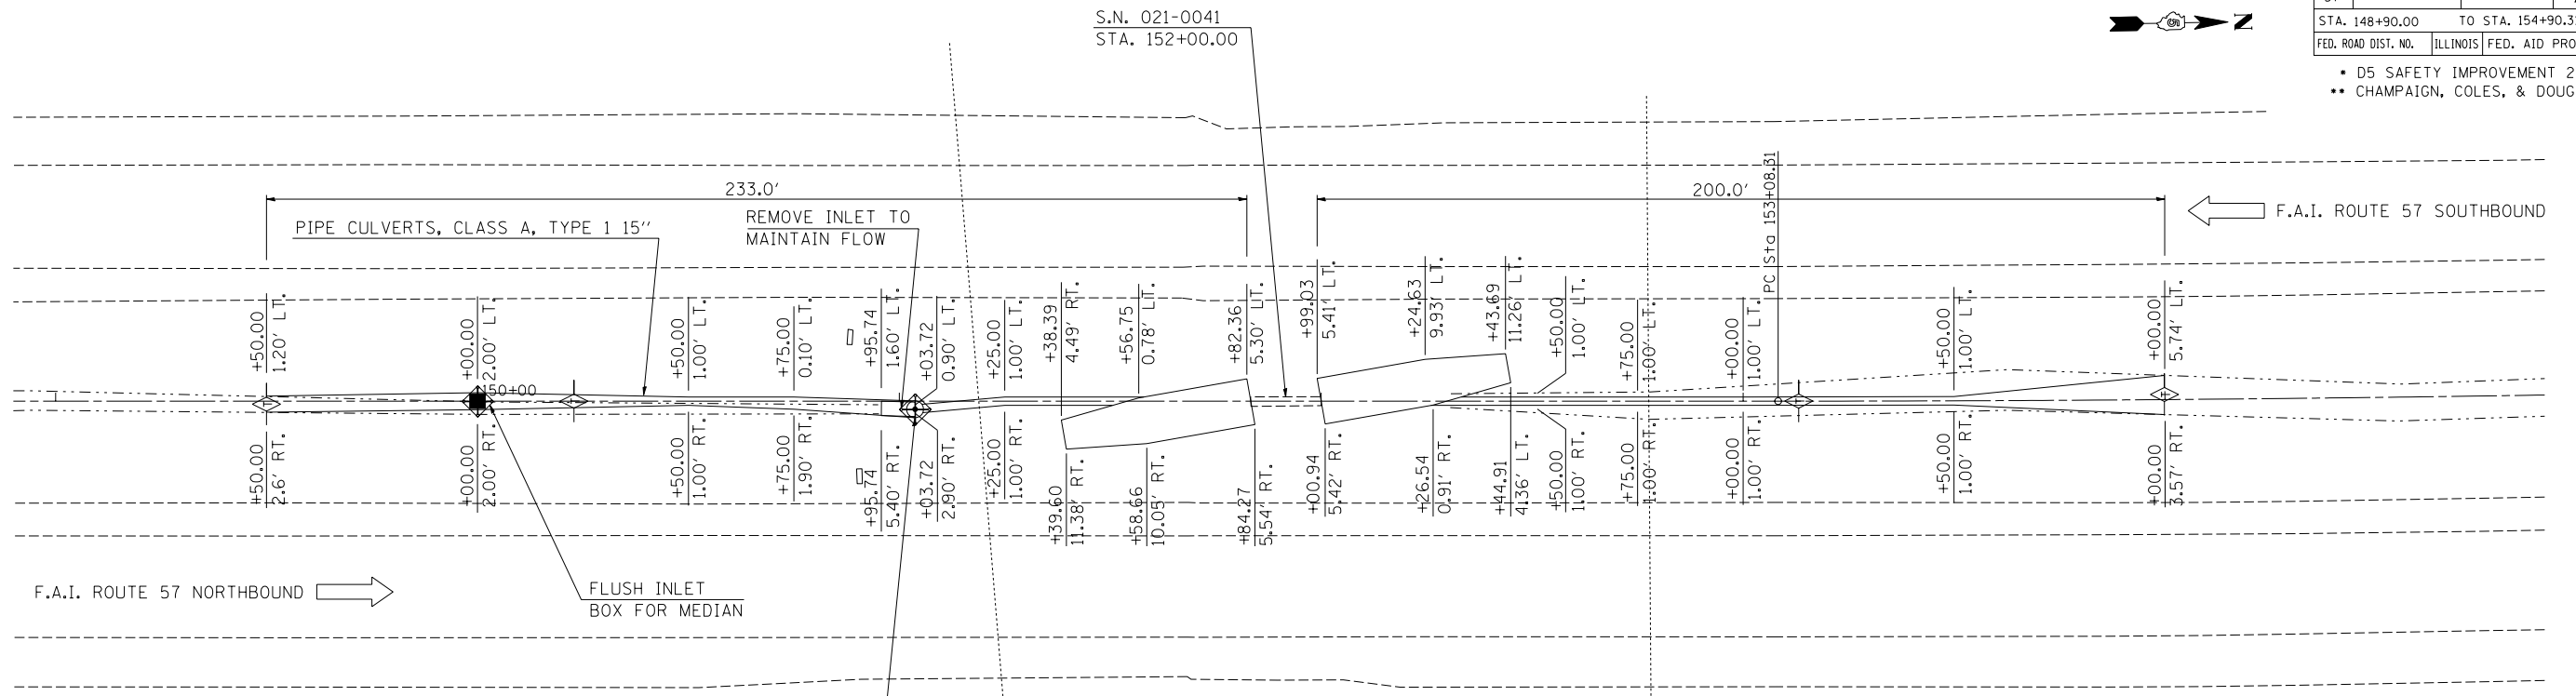 S.N. 021-0041
STA. 152+00.00
N
STA. 148+90.00 TO STA.
FED. ROAD DIST. NO. ILLINOIS FED. AID
* D5 SAFETY IMPROVEMENT
** CHAMPAIGN, COLES, &
233.0'
200.0'
PIPE CULVERTS, CLASS A, TYPE 1 15''
REMOVE INLET TO
MAINTAIN FLOW
PC Sta 153+08.31
F.A.I. ROUTE 57 SOUTHBOUND
+50.00
1.20' LT.
+00.00
2.00' LT.
+50.00
1.00' LT.
+75.00
0.10' LT.
+95.74
1.60' LT.
+03.72
0.90' LT.
+25.00
1.00' LT.
+38.39
4.49' RT.
+56.75
0.78' LT.
+82.36
5.30' LT.
+99.03
5.41' LT.
+24.63
9.93' LT.
+43.69
11.26' LT.
+50.00
1.00' LT.
+75.00
1.00' LT.
+00.00
1.00' LT.
+50.00
1.00' LT.
+00.00
5.74' LT.
150+00
+50.00
2.6' RT.
+00.00
2.00' RT.
+50.00
1.00' RT.
+75.00
1.90' RT.
+95.74
5.40' RT.
+03.72
2.90' RT.
+25.00
1.00' RT.
+39.60
11.38' RT.
+58.66
10.05' RT.
+84.27
5.54' RT.
+00.94
5.42' RT.
+26.54
0.91' RT.
+44.91
4.36' LT.
+50.00
1.00' RT.
+75.00
1.00' RT.
+00.00
1.00' RT.
+50.00
1.00' RT.
+00.00
3.57' RT.
F.A.I. ROUTE 57 NORTHBOUND
FLUSH INLET
BOX FOR MEDIAN